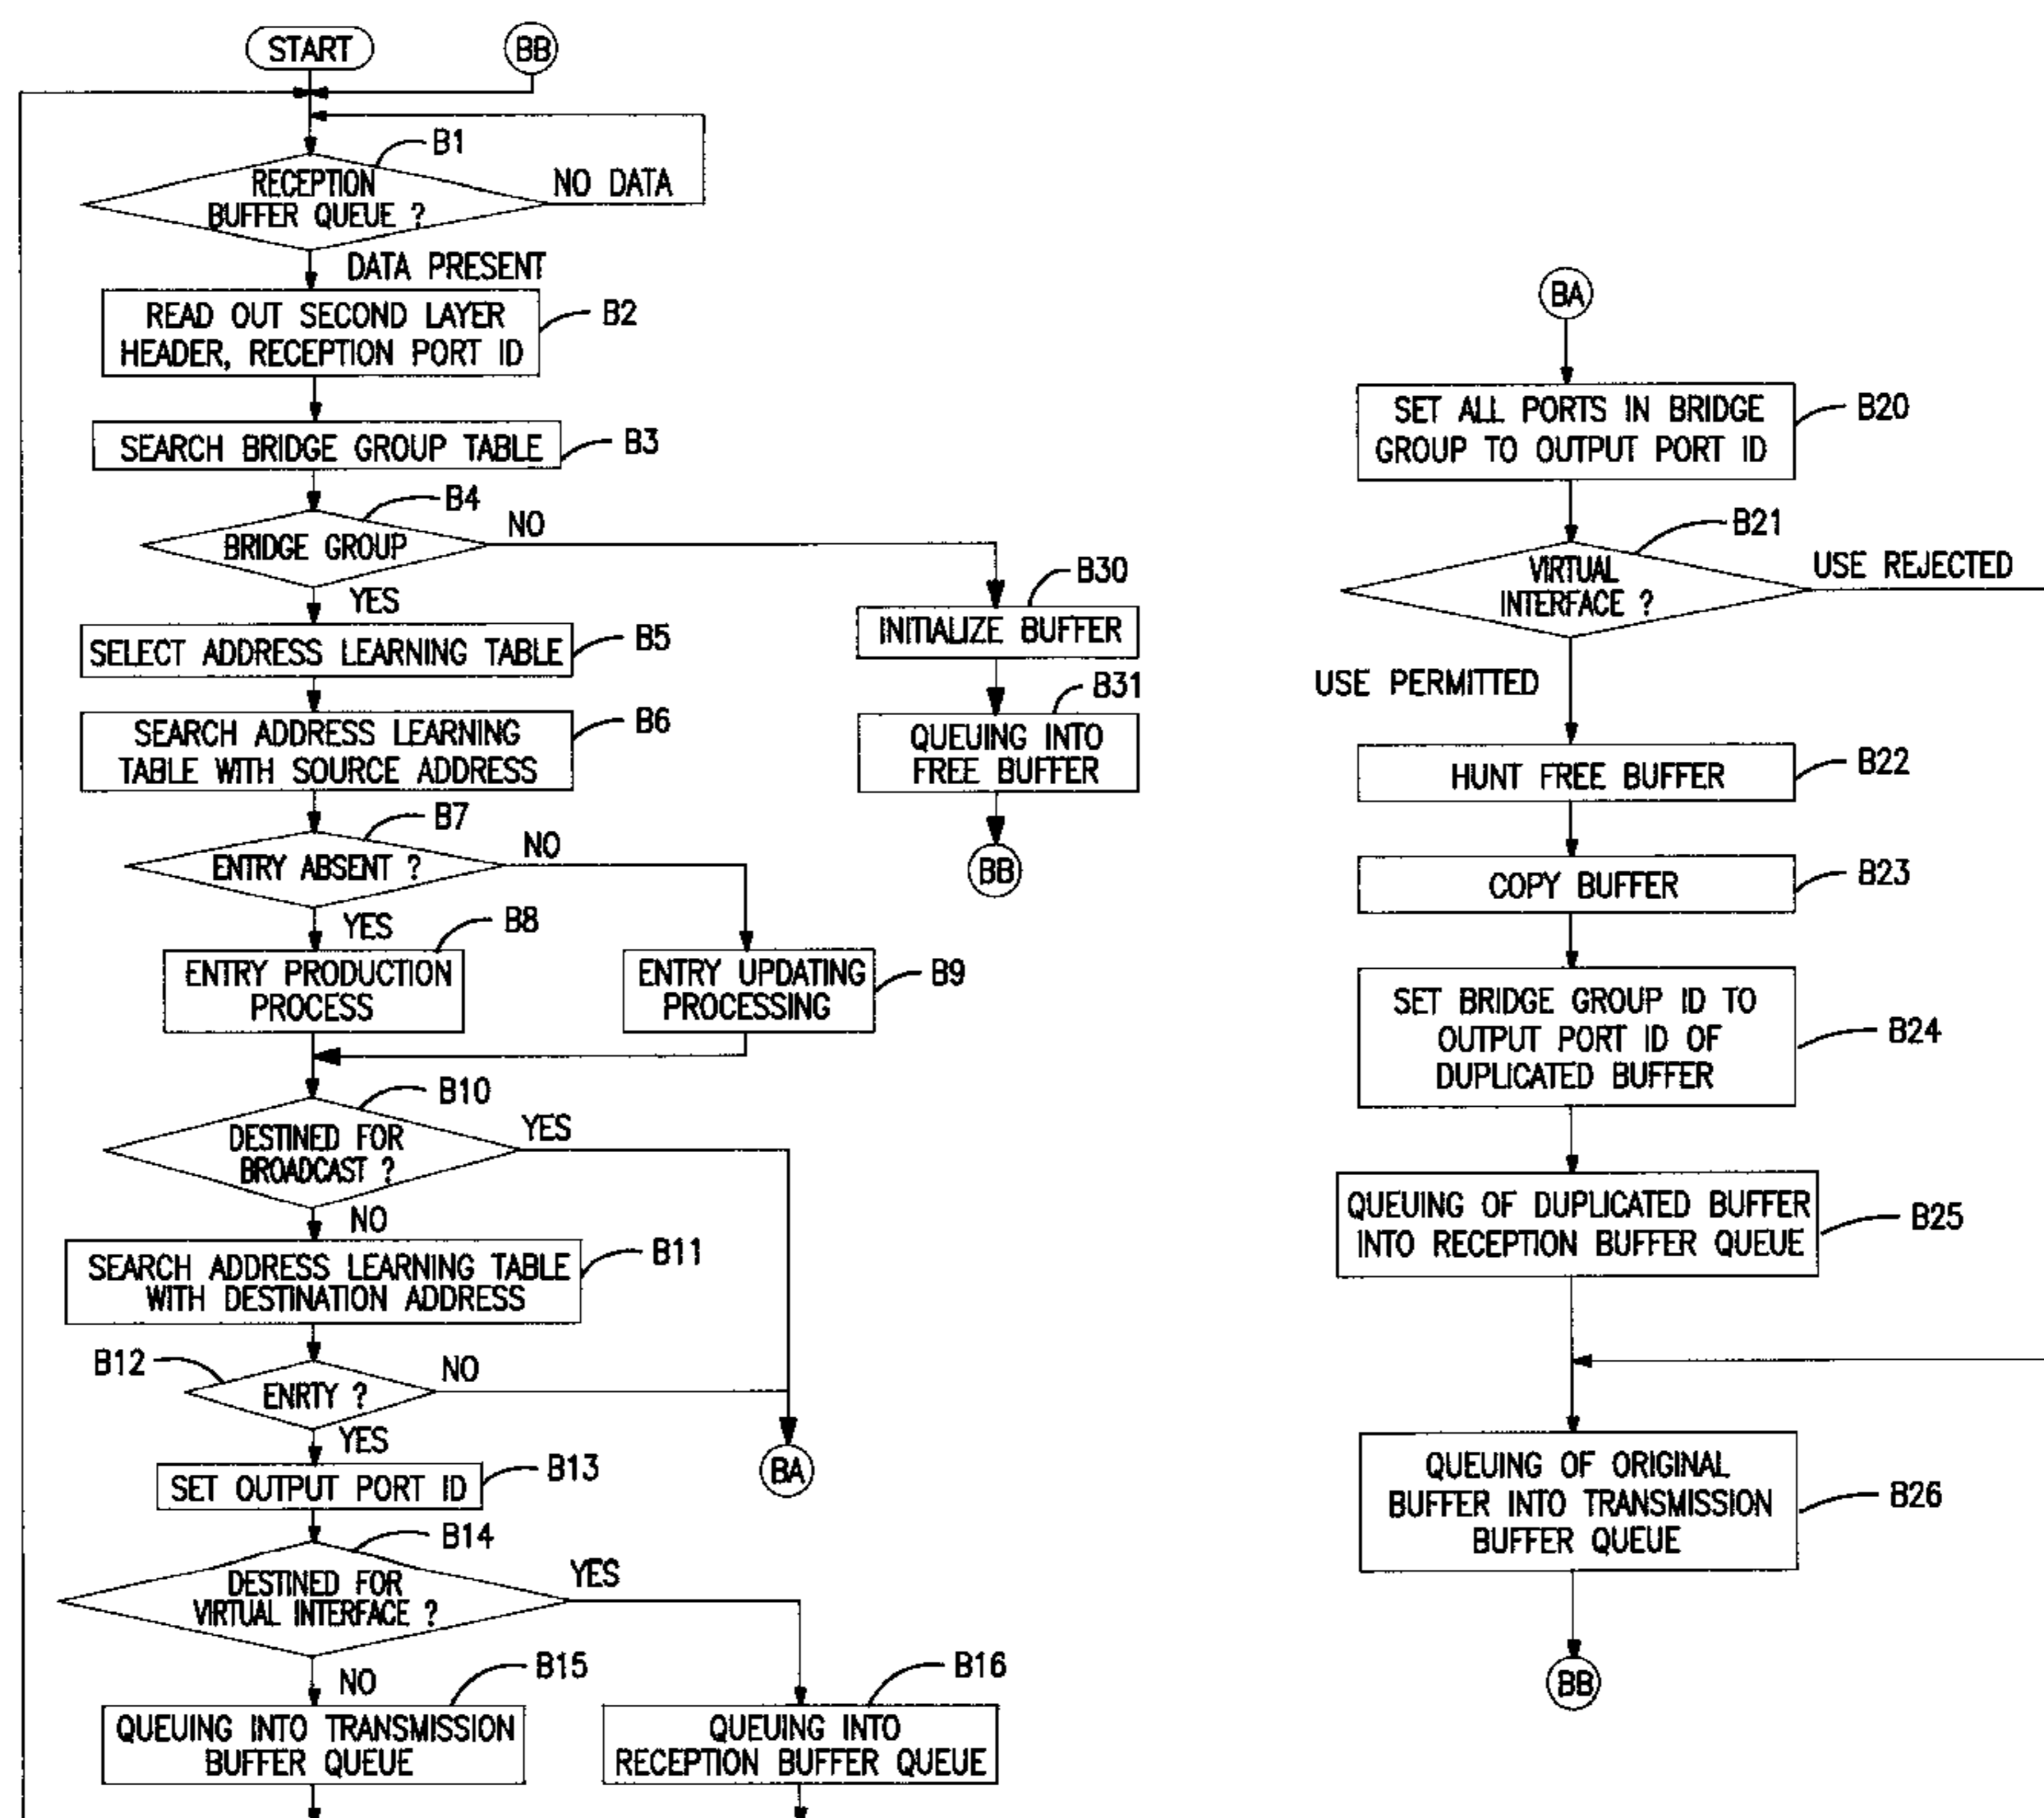 START
BB
B1
RECEPTION
BUFFER QUEUE ?
NO DATA
DATA PRESENT
READ OUT SECOND LAYER
HEADER, RECEPTION PORT ID
B2
SEARCH BRIDGE GROUP TABLE
B3
B4
BRIDGE GROUP
NO
YES
B30
INITIALIZE BUFFER
B31
QUEUING INTO
FREE BUFFER
BB
SELECT ADDRESS LEARNING TABLE
B5
SEARCH ADDRESS LEARNING
TABLE WITH SOURCE ADDRESS
B6
B7
ENTRY ABSENT ?
NO
YES
B8
ENTRY PRODUCTION
PROCESS
ENTRY UPDATING
PROCESSING
B9
B10
DESTINED FOR
BROADCAST ?
YES
NO
SEARCH ADDRESS LEARNING TABLE
WITH DESTINATION ADDRESS
B11
B12
ENRTY ?
NO
YES
BA
SET OUTPUT PORT ID
B13
B14
DESTINED FOR
VIRTUAL INTERFACE ?
YES
NO
B15
QUEUING INTO TRANSMISSION
BUFFER QUEUE
B16
QUEUING INTO
RECEPTION BUFFER QUEUE
BA
SET ALL PORTS IN BRIDGE
GROUP TO OUTPUT PORT ID
B20
B21
VIRTUAL
INTERFACE ?
USE REJECTED
USE PERMITTED
HUNT FREE BUFFER
B22
COPY BUFFER
B23
SET BRIDGE GROUP ID TO
OUTPUT PORT ID OF
DUPLICATED BUFFER
B24
QUEUING OF DUPLICATED BUFFER
INTO RECEPTION BUFFER QUEUE
B25
QUEUING OF ORIGINAL
BUFFER INTO TRANSMISSION
BUFFER QUEUE
B26
BB